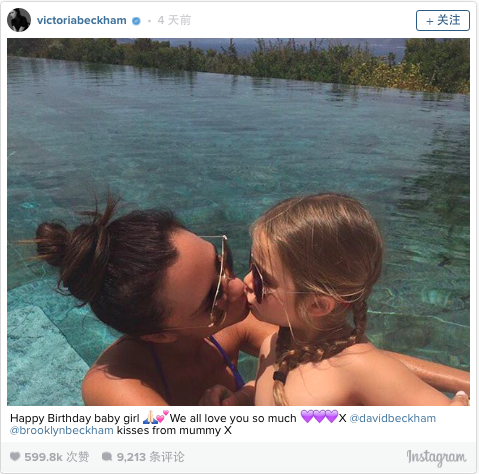 victoriabeckham • 4 天前
+ 关注
Happy Birthday baby girl 🙏🏻💕We all love you so much 💜💜💜X @davidbeckham
@brooklynbeckham kisses from mummy X
599.8k 次赞 9,213 条评论
Instagram